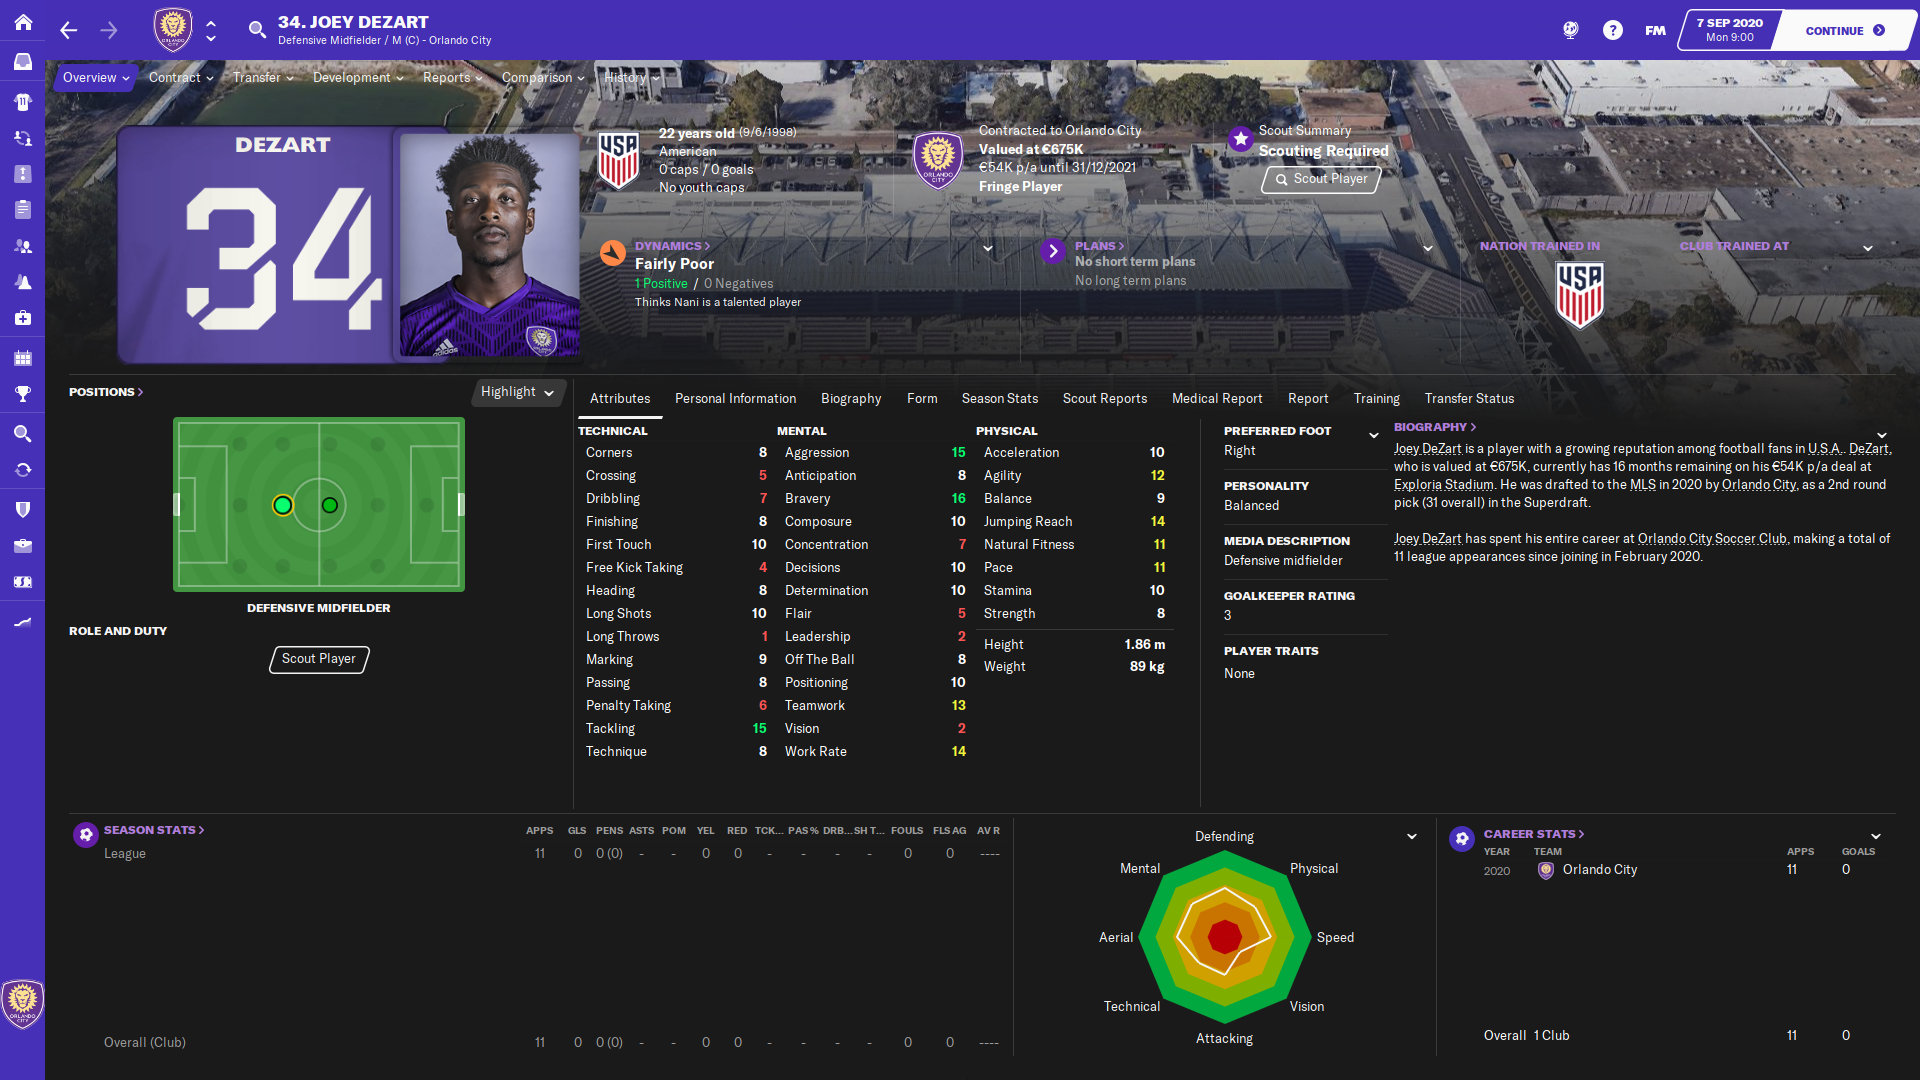 34. JOEY DEZART
Defensive Midfielder / M (C) - Orlando City
FM
7 SEP 2020
Mon 9:00
CONTINUE
Overview
Contract
Transfer
Development
Reports
Comparison
History
DEZART
34
adidas
ORLANDO CITY
USA
22 years old (9/6/1998)
American
0 caps / 0 goals
No youth caps
Contracted to Orlando City
Valued at €675K
€54K p/a until 31/12/2021
Fringe Player
Scout Summary
Scouting Required
Scout Player
DYNAMICS
Fairly Poor
1 Positive / 0 Negatives
Thinks Nani is a talented player
PLANS
No short term plans
No long term plans
NATION TRAINED IN
CLUB TRAINED AT
USA
POSITIONS
Highlight
DEFENSIVE MIDFIELDER
ROLE AND DUTY
Scout Player
Attributes
Personal Information
Biography
Form
Season Stats
Scout Reports
Medical Report
Report
Training
Transfer Status
TECHNICAL
Corners 8
Crossing 5
Dribbling 7
Finishing 8
First Touch 10
Free Kick Taking 4
Heading 8
Long Shots 10
Long Throws 1
Marking 9
Passing 8
Penalty Taking 6
Tackling 15
Technique 8
MENTAL
Aggression 15
Anticipation 8
Bravery 16
Composure 10
Concentration 7
Decisions 10
Determination 10
Flair 5
Leadership 2
Off The Ball 8
Positioning 10
Teamwork 13
Vision 2
Work Rate 14
PHYSICAL
Acceleration 10
Agility 12
Balance 9
Jumping Reach 14
Natural Fitness 11
Pace 11
Stamina 10
Strength 8
Height 1.86 m
Weight 89 kg
PREFERRED FOOT
Right
PERSONALITY
Balanced
MEDIA DESCRIPTION
Defensive midfielder
GOALKEEPER RATING
3
PLAYER TRAITS
None
BIOGRAPHY
Joey DeZart is a player with a growing reputation among football fans in U.S.A.. DeZart,
who is valued at €675K, currently has 16 months remaining on his €54K p/a deal at
Exploria Stadium. He was drafted to the MLS in 2020 by Orlando City, as a 2nd round
pick (31 overall) in the Superdraft.
Joey DeZart has spent his entire career at Orlando City Soccer Club, making a total of
11 league appearances since joining in February 2020.
SEASON STATS
APPS GLS PENS ASTS POM YEL RED TCK... PAS % DRB... SH T... FOULS FLS AG AV R
League 11 0 0 (0) - - 0 0 - - - - 0 0 ----
Overall (Club) 11 0 0 (0) - - 0 0 - - - - 0 0 ----
Defending
Mental
Physical
Aerial
Speed
Technical
Vision
Attacking
CAREER STATS
YEAR TEAM APPS GOALS
2020 Orlando City 11 0
Overall 1 Club 11 0